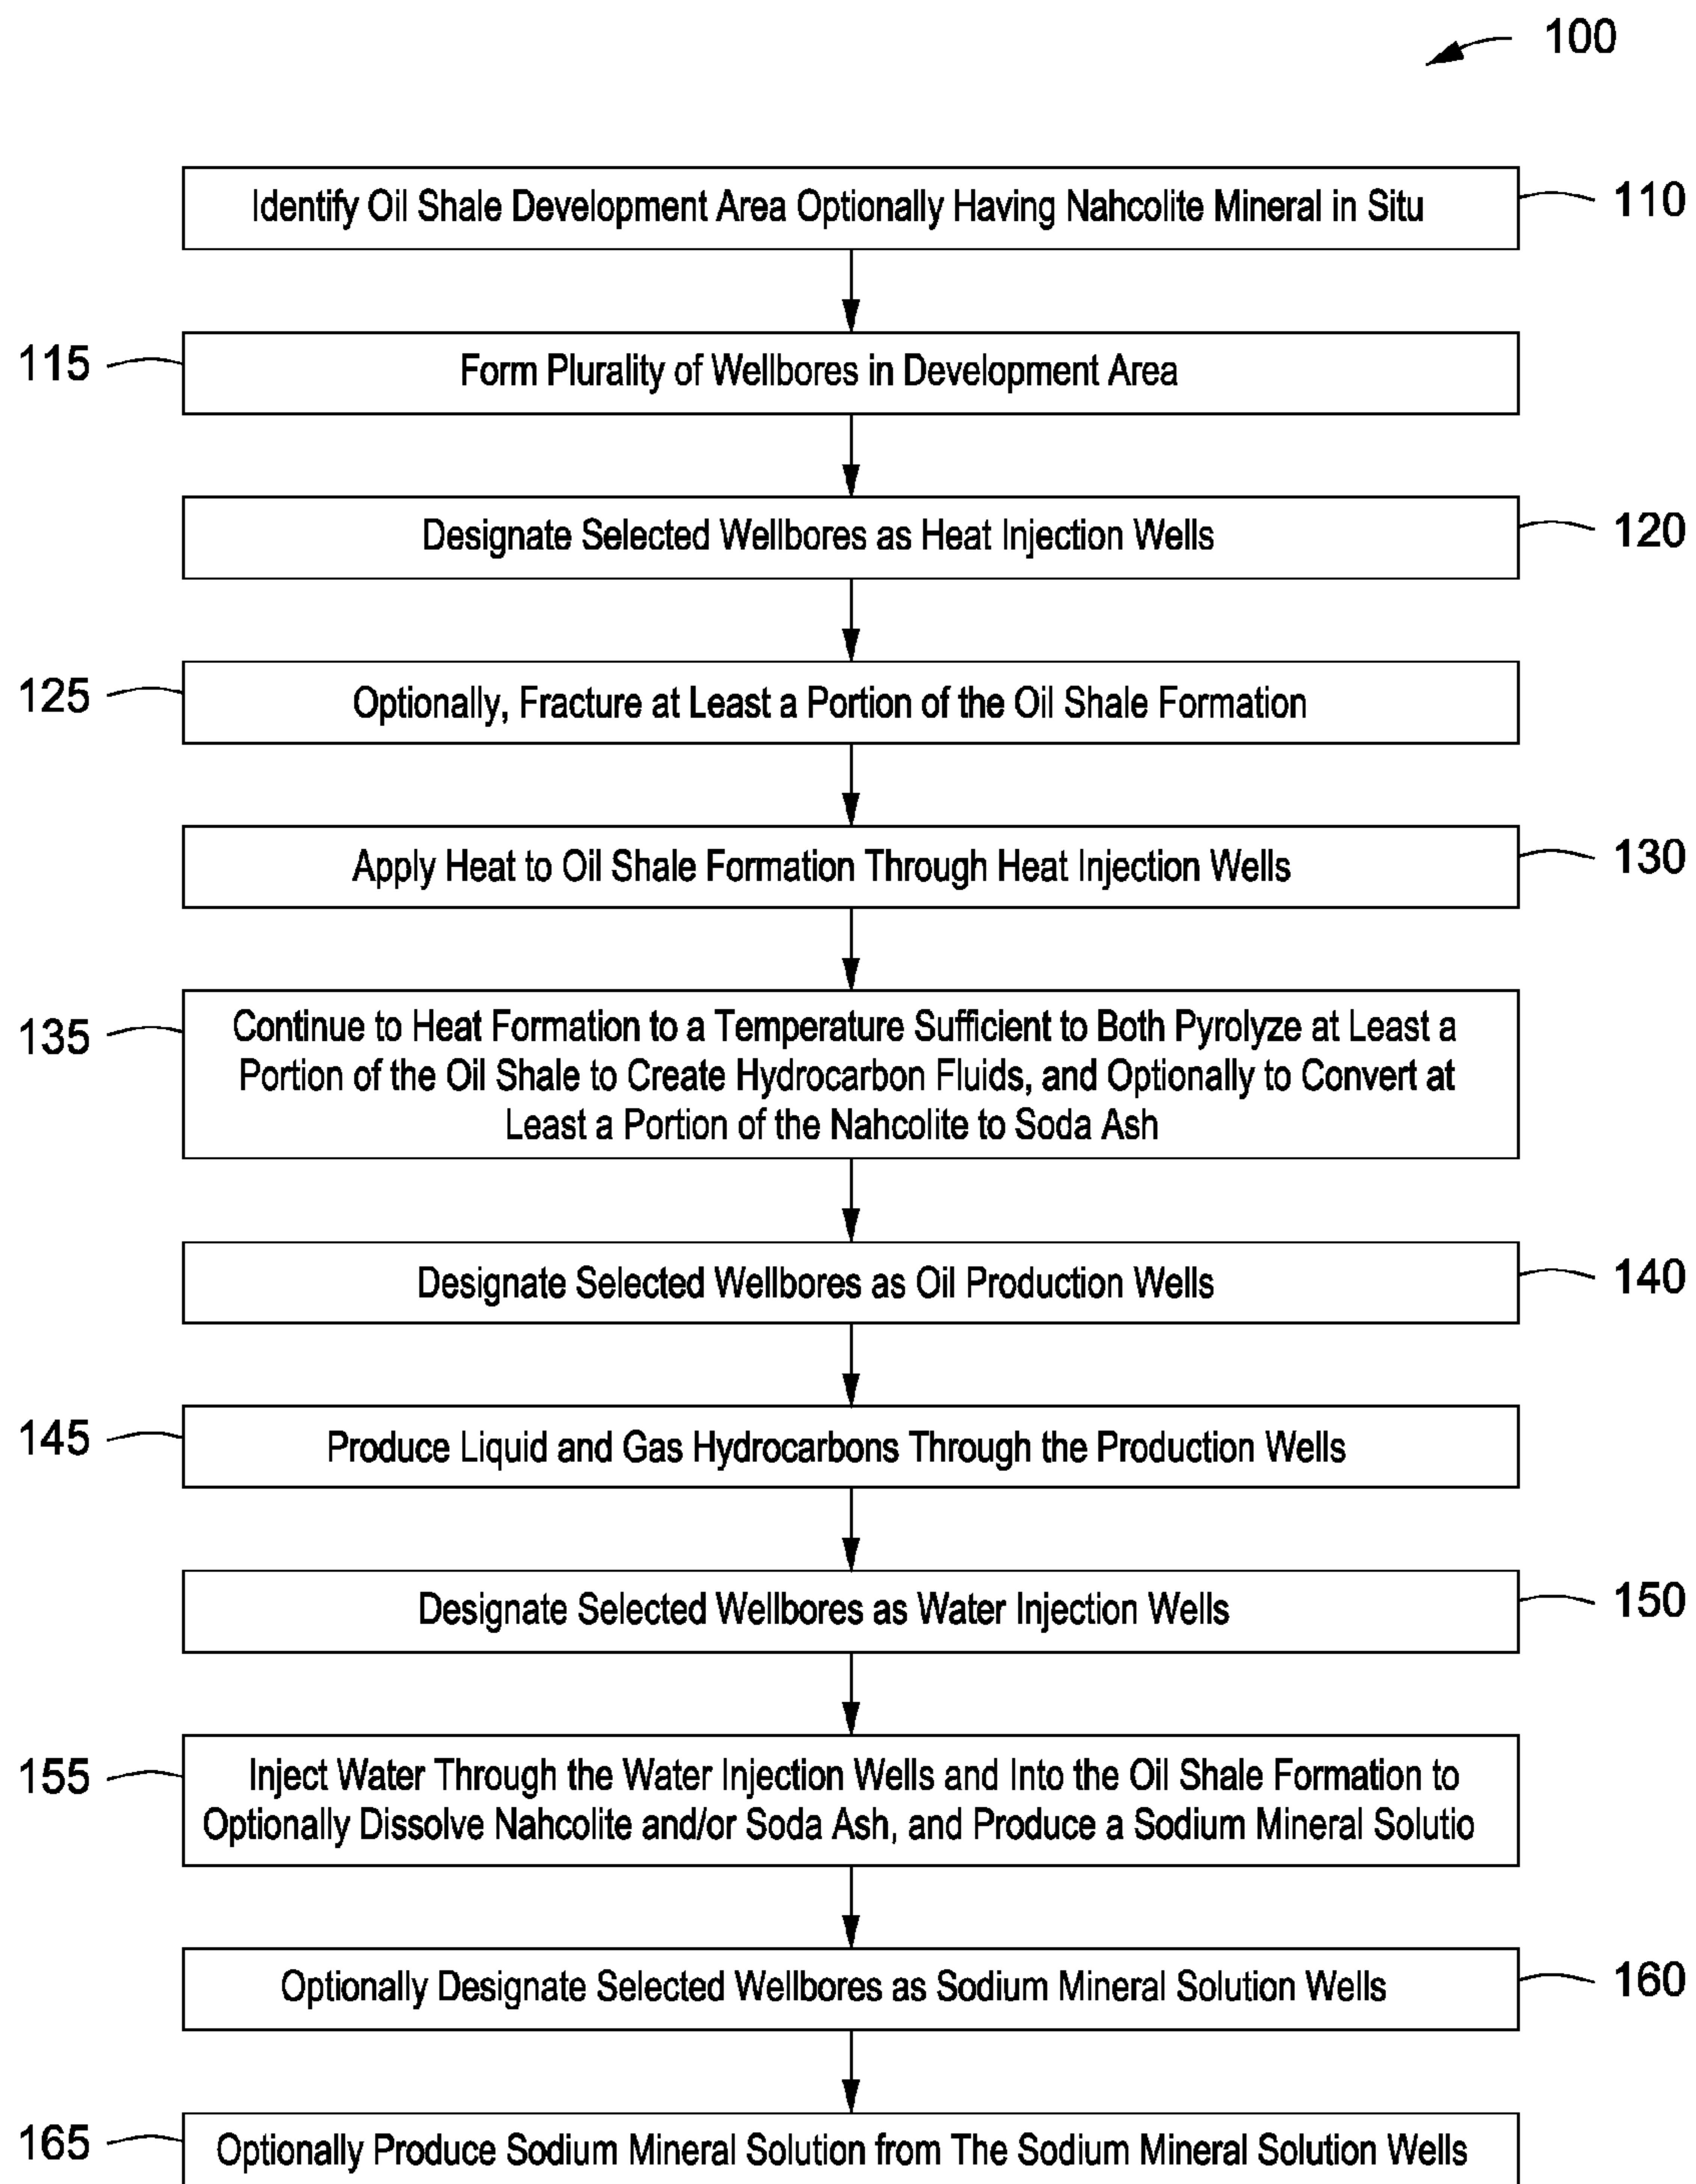 100
Identify Oil Shale Development Area Optionally Having Nahcolite Mineral in Situ
110
115
Form Plurality of Wellbores in Development Area
Designate Selected Wellbores as Heat Injection Wells
120
125
Optionally, Fracture at Least a Portion of the Oil Shale Formation
Apply Heat to Oil Shale Formation Through Heat Injection Wells
130
135
Continue to Heat Formation to a Temperature Sufficient to Both Pyrolyze at Least a
Portion of the Oil Shale to Create Hydrocarbon Fluids, and Optionally to Convert at
Least a Portion of the Nahcolite to Soda Ash
Designate Selected Wellbores as Oil Production Wells
140
145
Produce Liquid and Gas Hydrocarbons Through the Production Wells
Designate Selected Wellbores as Water Injection Wells
150
155
Inject Water Through the Water Injection Wells and Into the Oil Shale Formation to
Optionally Dissolve Nahcolite and/or Soda Ash, and Produce a Sodium Mineral Solutio
Optionally Designate Selected Wellbores as Sodium Mineral Solution Wells
160
165
Optionally Produce Sodium Mineral Solution from The Sodium Mineral Solution Wells